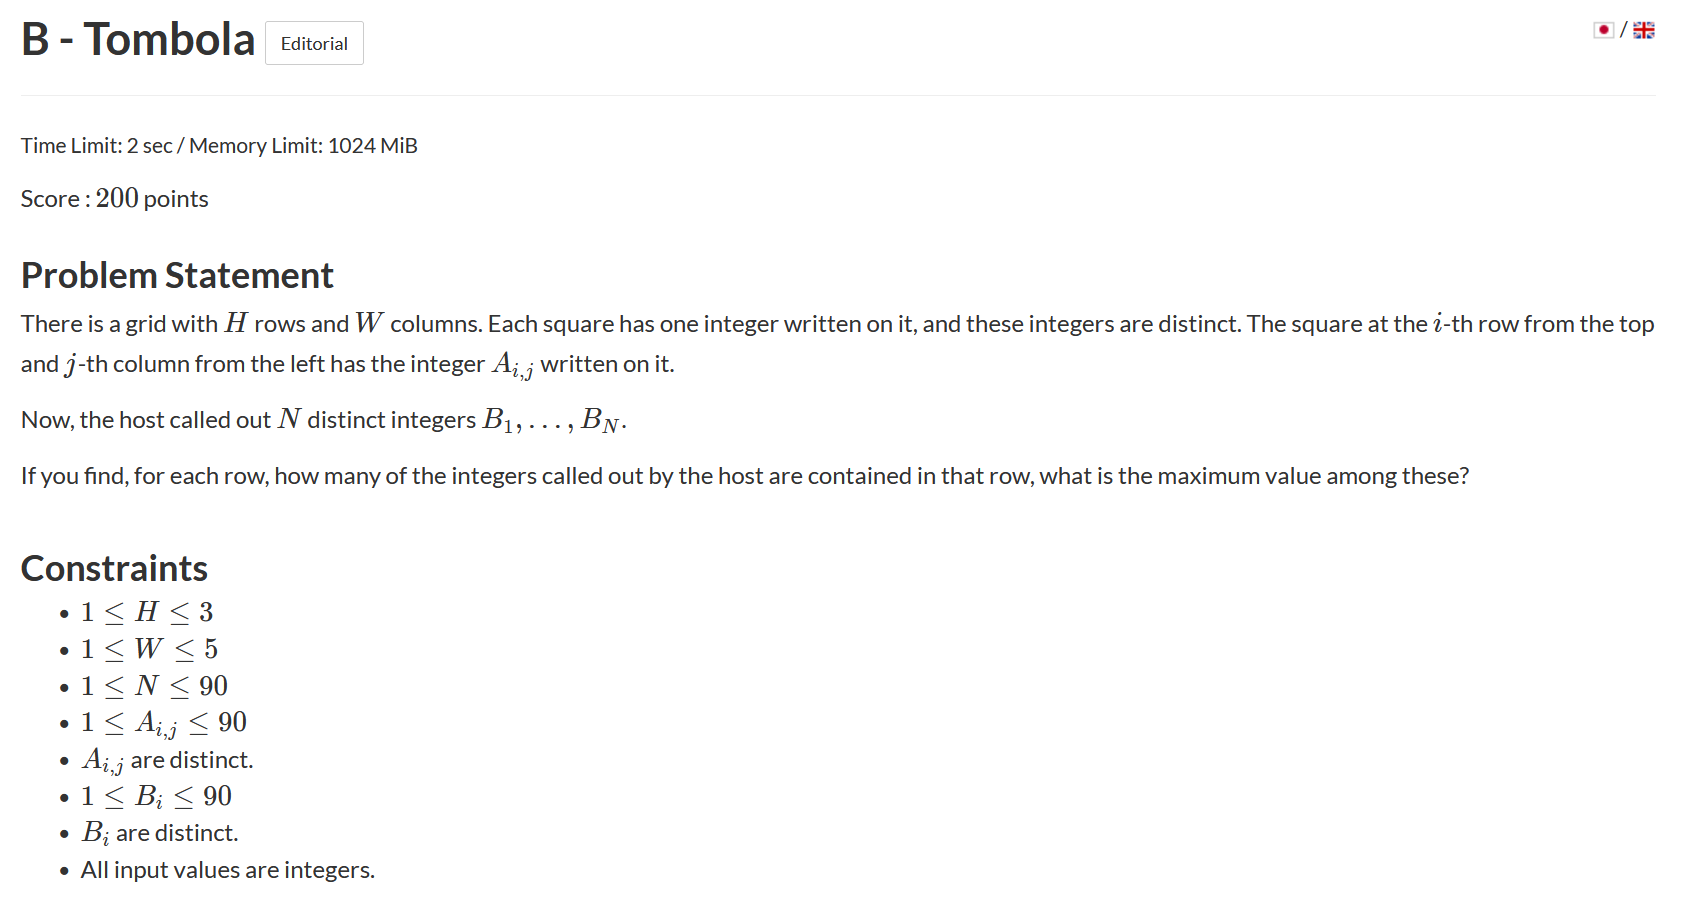 B - Tombola Editorial
/
Time Limit: 2 sec / Memory Limit: 1024 MiB
Score : 200 points
Problem Statement
There is a grid with H rows and W columns. Each square has one integer written on it, and these integers are distinct. The square at the i-th row from the top
and j-th column from the left has the integer A_{i,j} written on it.
Now, the host called out N distinct integers B_1, . . . , B_N.
If you find, for each row, how many of the integers called out by the host are contained in that row, what is the maximum value among these?
Constraints
• 1 ≤ H ≤ 3
• 1 ≤ W ≤ 5
• 1 ≤ N ≤ 90
• 1 ≤ A_{i,j} ≤ 90
• A_{i,j} are distinct.
• 1 ≤ B_i ≤ 90
• B_i are distinct.
• All input values are integers.